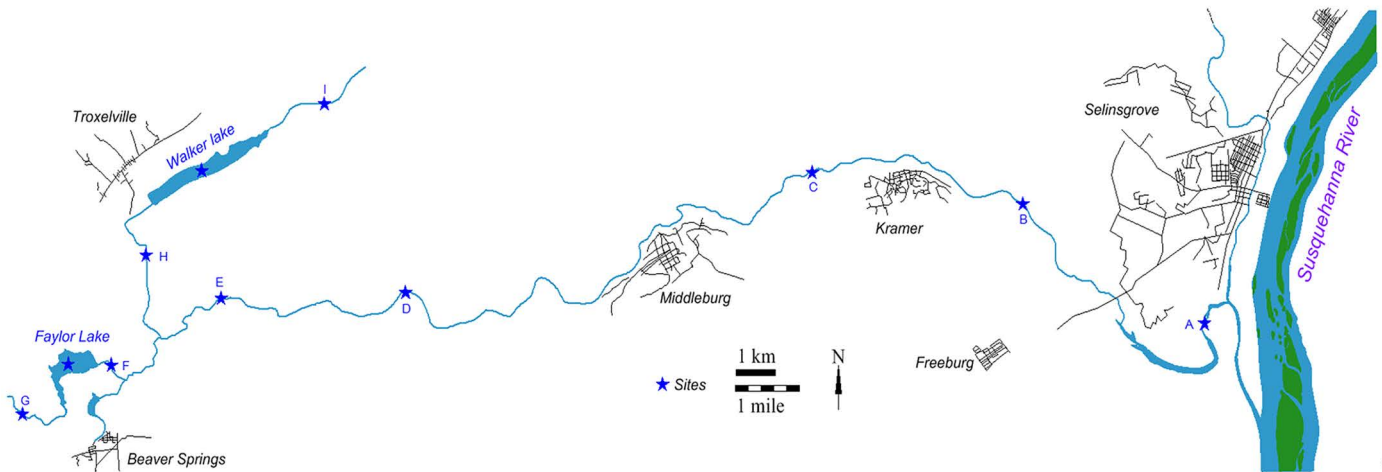 I
Troxelville
Walker lake
Selinsgrove
Susquehanna River
C
Kramer
B
H
E
D
Middleburg
A
Faylor Lake
F
G
Freeburg
1 km
N
Sites
1 mile
Beaver Springs